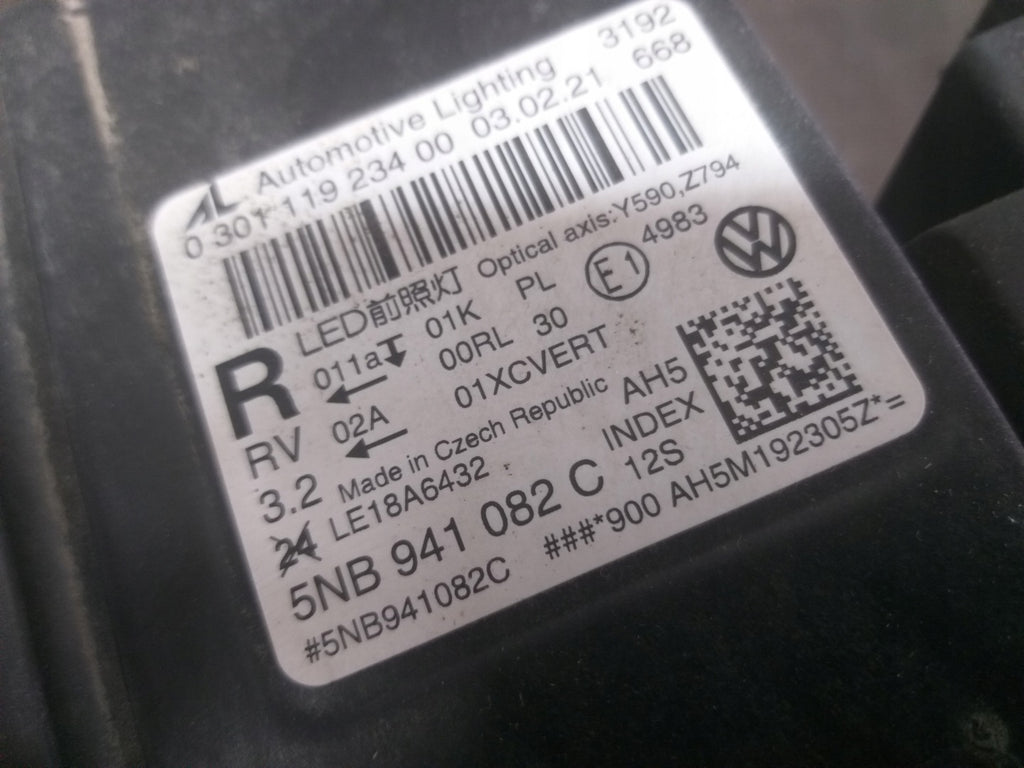 AL Automotive Lighting 3192
0 301 119 234 00 03.02.21 668
LED前照灯 Optical axis:Y590,Z794
R 011a 01K PL E1 4983
00RL 30
RV 02A 01XCVERT
3.2 Made in Czech Republic AH5
24 LE18A6432 INDEX
5NB 941 082 C 12S
#5NB941082C ###*900 AH5M192305Z*=